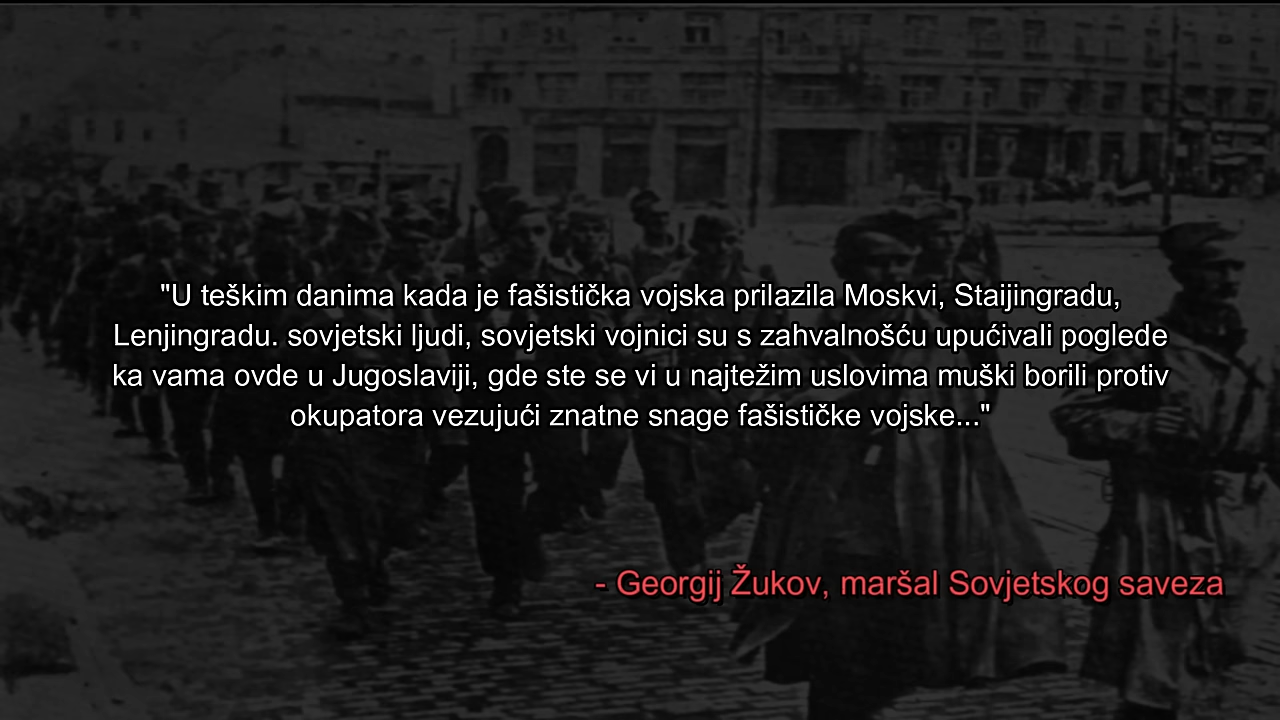 "U teškim danima kada je fašistička vojska prilazila Moskvi, Staijingradu,
Lenjingradu. sovjetski ljudi, sovjetski vojnici su s zahvalnošću upućivali poglede
ka vama ovde u Jugoslaviji, gde ste se vi u najtežim uslovima muški borili protiv
okupatora vezujući znatne snage fašističke vojske..."
- Georgij Žukov, maršal Sovjetskog saveza